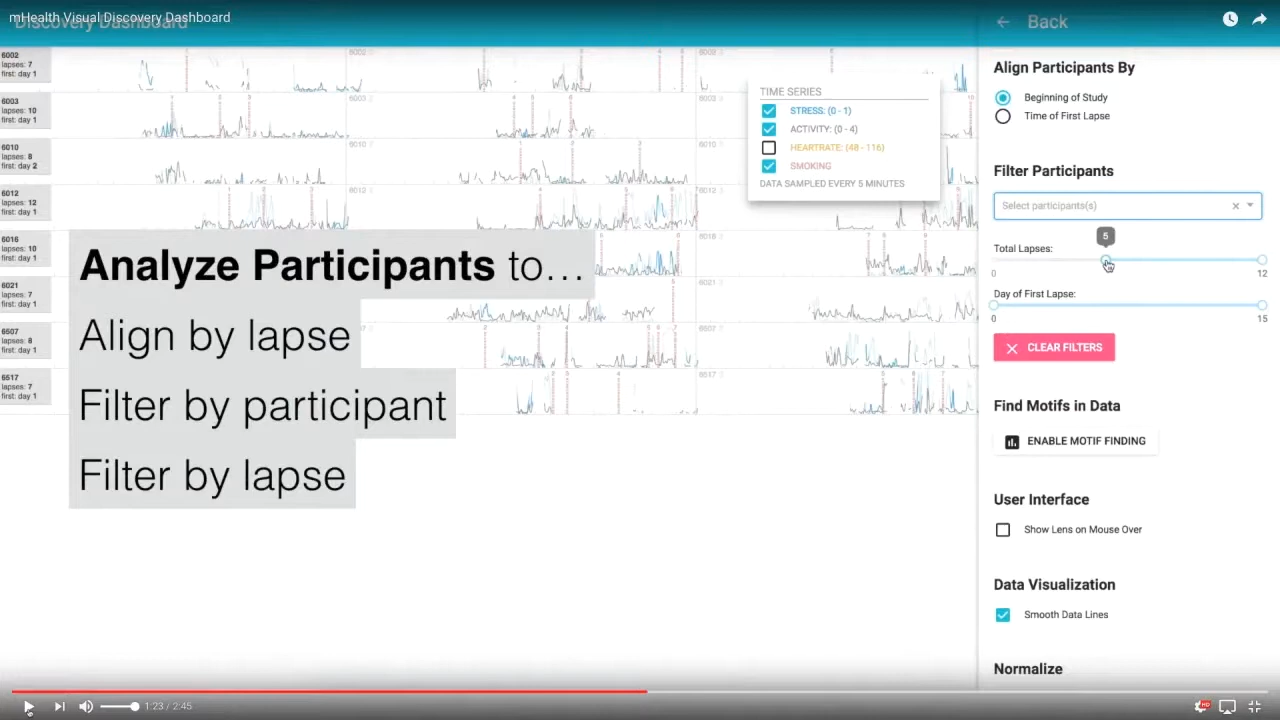 mHealth Visual Discovery Dashboard
Discovery Dashboard
Back
6002
lapses: 7
first: day 1
6003
lapses: 10
first: day 1
6010
lapses: 8
first: day 2
6012
lapses: 12
first: day 1
6016
lapses: 10
first: day 1
6021
lapses: 7
first: day 1
6507
lapses: 8
first: day 1
6517
lapses: 7
first: day 1
TIME SERIES
STRESS: (0 - 1)
ACTIVITY: (0 - 4)
HEARTRATE: (48 - 116)
SMOKING
DATA SAMPLED EVERY 5 MINUTES
Analyze Participants to...
Align by lapse
Filter by participant
Filter by lapse
Align Participants By
Beginning of Study
Time of First Lapse
Filter Participants
Select participants(s)
Total Lapses:
5
0 12
Day of First Lapse:
0 15
CLEAR FILTERS
Find Motifs in Data
ENABLE MOTIF FINDING
User Interface
Show Lens on Mouse Over
Data Visualization
Smooth Data Lines
Normalize
1:23 / 2:45
HD